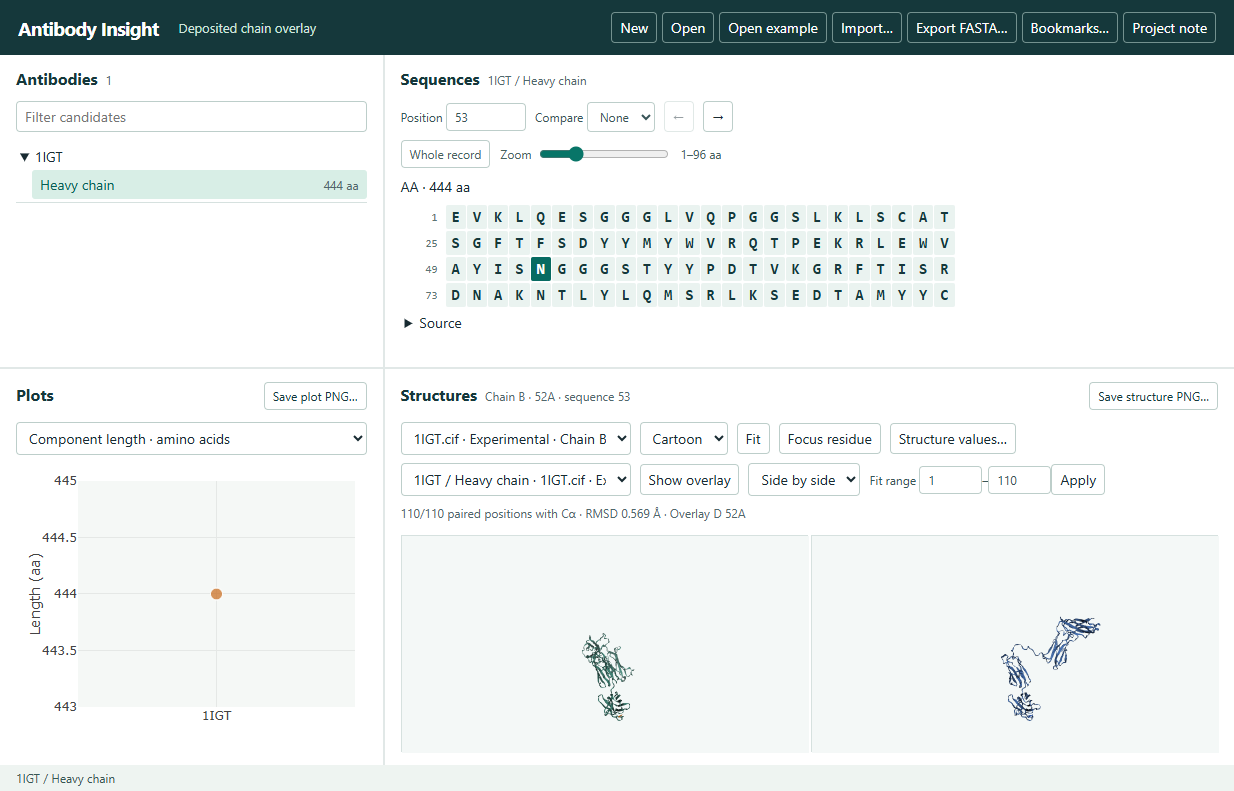 Antibody Insight Deposited chain overlay New Open Open example Import... Export FASTA... Bookmarks... Project note
Antibodies 1
Filter candidates
▼ 1IGT
Heavy chain 444 aa
Sequences 1IGT / Heavy chain
Position 53 Compare None ← →
Whole record Zoom 1–96 aa
AA · 444 aa
1 E V K L Q E S G G G L V Q P G G S L K L S C A T
25 S G F T F S D Y Y M Y W V R Q T P E K R L E W V
49 A Y I S N G G G S T Y Y P D T V K G R F T I S R
73 D N A K N T L Y L Q M S R L K S E D T A M Y Y C
▶ Source
Plots Save plot PNG...
Component length · amino acids
445
444.5
444
443.5
443
Length (aa)
1IGT
Structures Chain B · 52A · sequence 53 Save structure PNG...
1IGT.cif · Experimental · Chain B Cartoon Fit Focus residue Structure values...
1IGT / Heavy chain · 1IGT.cif · Ex Show overlay Side by side Fit range 1 – 110 Apply
110/110 paired positions with Cα · RMSD 0.569 Å · Overlay D 52A
1IGT / Heavy chain